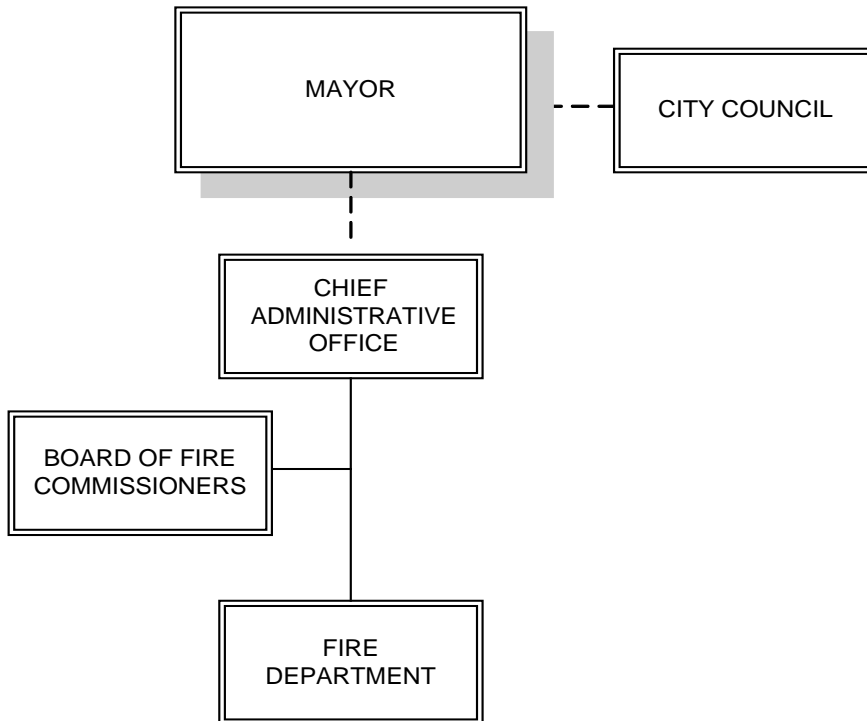 MAYOR
CITY COUNCIL
CHIEF
ADMINISTRATIVE
OFFICE
BOARD OF FIRE
COMMISSIONERS
FIRE
DEPARTMENT